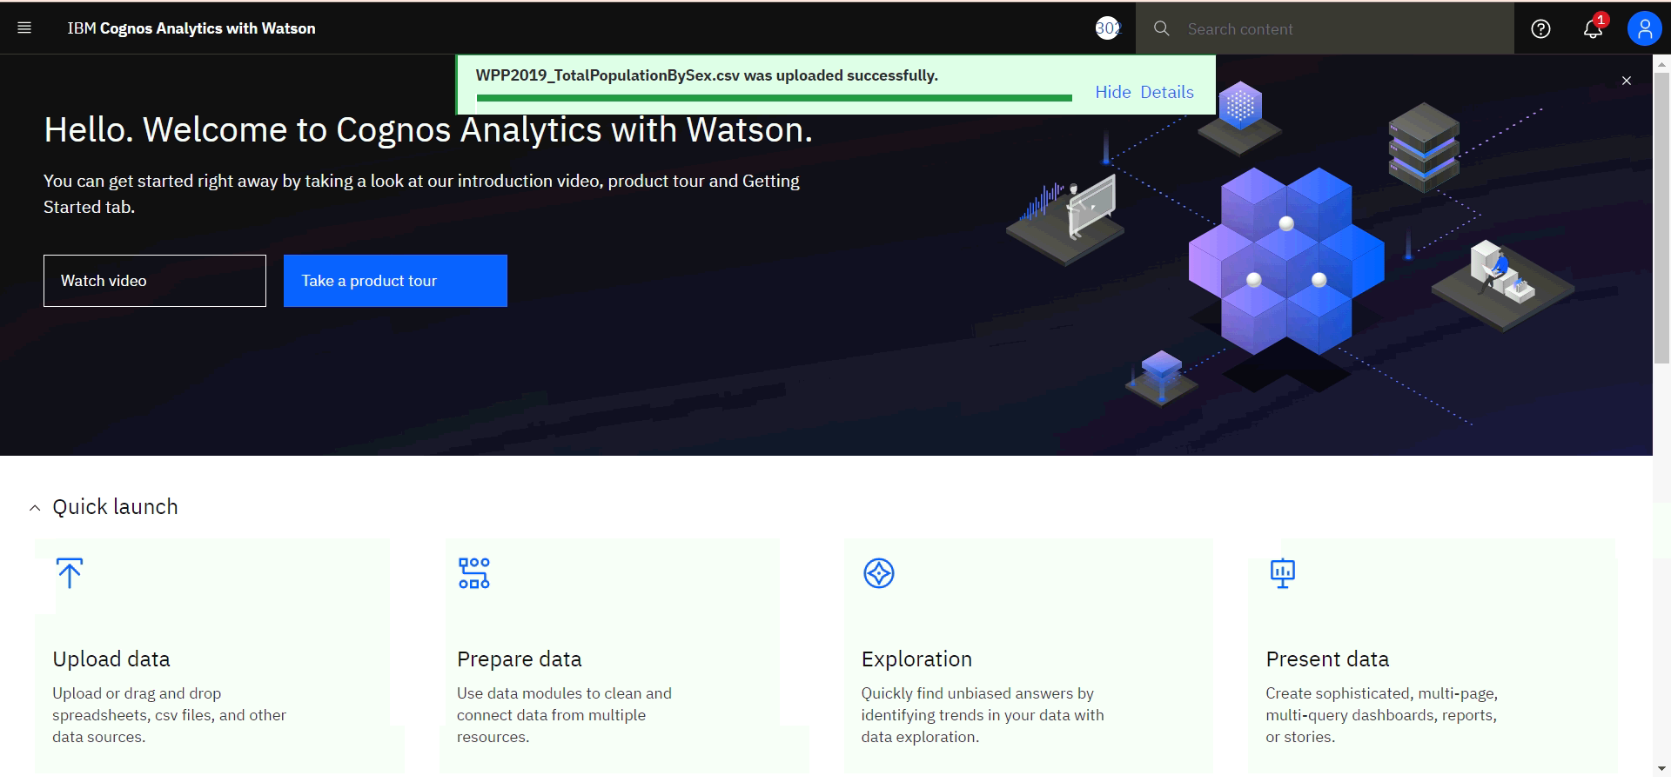 IBM Cognos Analytics with Watson
302
Search content
1
WPP2019_TotalPopulationBySex.csv was uploaded successfully.
Hide Details
Hello. Welcome to Cognos Analytics with Watson.
You can get started right away by taking a look at our introduction video, product tour and Getting
Started tab.
Watch video
Take a product tour
Quick launch
Upload data
Upload or drag and drop
spreadsheets, csv files, and other
data sources.
Prepare data
Use data modules to clean and
connect data from multiple
resources.
Exploration
Quickly find unbiased answers by
identifying trends in your data with
data exploration.
Present data
Create sophisticated, multi-page,
multi-query dashboards, reports,
or stories.